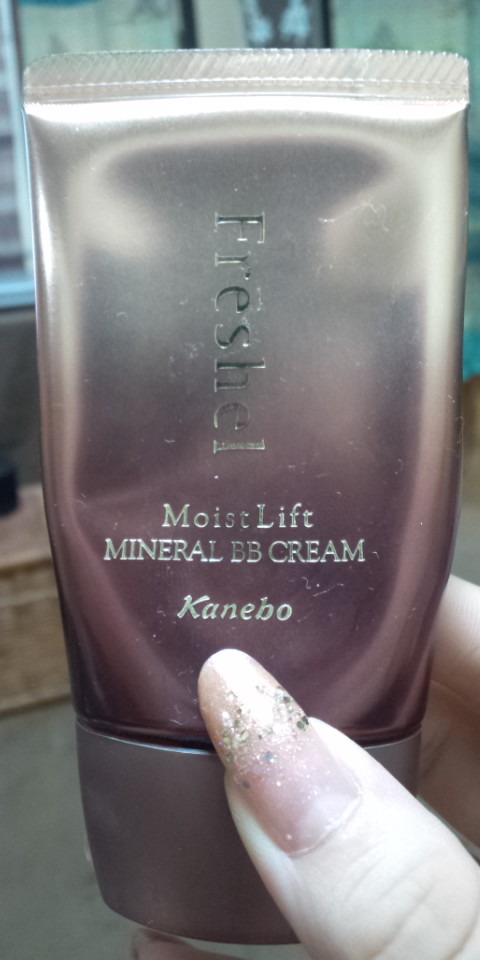 Freshel
Moist Lift
MINERAL BB CREAM
Kanebo